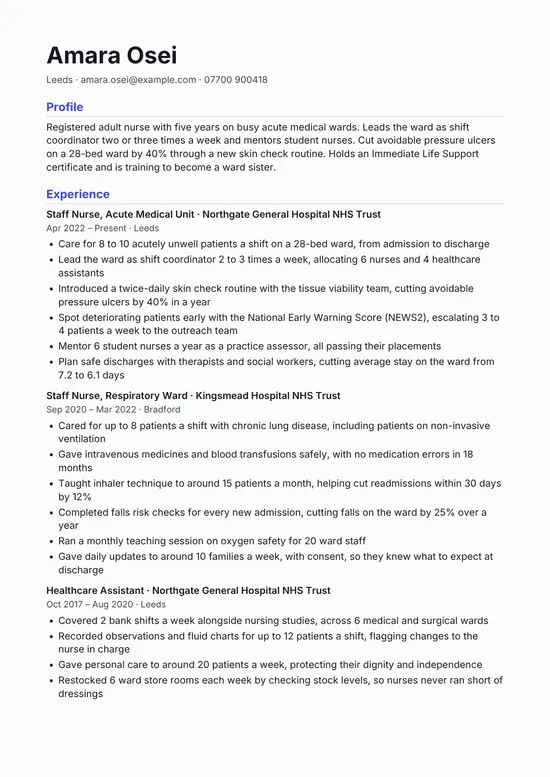 Amara Osei
Leeds · amara.osei@example.com · 07700 900418
Profile
Registered adult nurse with five years on busy acute medical wards. Leads the ward as shift
coordinator two or three times a week and mentors student nurses. Cut avoidable pressure ulcers
on a 28-bed ward by 40% through a new skin check routine. Holds an Immediate Life Support
certificate and is training to become a ward sister.
Experience
Staff Nurse, Acute Medical Unit · Northgate General Hospital NHS Trust
Apr 2022 – Present · Leeds
• Care for 8 to 10 acutely unwell patients a shift on a 28-bed ward, from admission to discharge
• Lead the ward as shift coordinator 2 to 3 times a week, allocating 6 nurses and 4 healthcare
assistants
• Introduced a twice-daily skin check routine with the tissue viability team, cutting avoidable
pressure ulcers by 40% in a year
• Spot deteriorating patients early with the National Early Warning Score (NEWS2), escalating 3 to
4 patients a week to the outreach team
• Mentor 6 student nurses a year as a practice assessor, all passing their placements
• Plan safe discharges with therapists and social workers, cutting average stay on the ward from
7.2 to 6.1 days
Staff Nurse, Respiratory Ward · Kingsmead Hospital NHS Trust
Sep 2020 – Mar 2022 · Bradford
• Cared for up to 8 patients a shift with chronic lung disease, including patients on non-invasive
ventilation
• Gave intravenous medicines and blood transfusions safely, with no medication errors in 18
months
• Taught inhaler technique to around 15 patients a month, helping cut readmissions within 30 days
by 12%
• Completed falls risk checks for every new admission, cutting falls on the ward by 25% over a
year
• Ran a monthly teaching session on oxygen safety for 20 ward staff
• Gave daily updates to around 10 families a week, with consent, so they knew what to expect at
discharge
Healthcare Assistant · Northgate General Hospital NHS Trust
Oct 2017 – Aug 2020 · Leeds
• Covered 2 bank shifts a week alongside nursing studies, across 6 medical and surgical wards
• Recorded observations and fluid charts for up to 12 patients a shift, flagging changes to the
nurse in charge
• Gave personal care to around 20 patients a week, protecting their dignity and independence
• Restocked 6 ward store rooms each week by checking stock levels, so nurses never ran short of
dressings